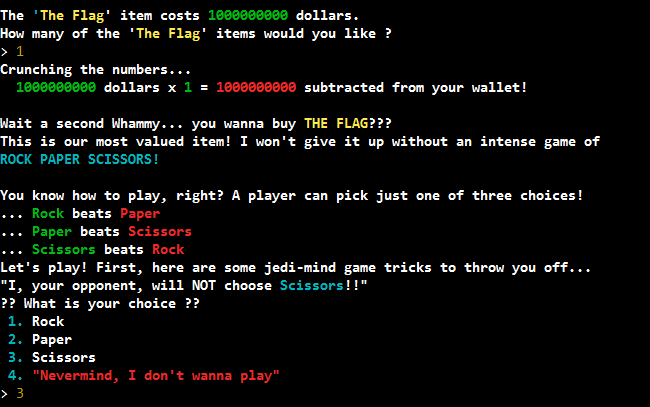 The 'The Flag' item costs 1000000000 dollars.
How many of the 'The Flag' items would you like ?
> 1
Crunching the numbers...
1000000000 dollars x 1 = 1000000000 subtracted from your wallet!
Wait a second Whammy... you wanna buy THE FLAG???
This is our most valued item! I won't give it up without an intense game of
ROCK PAPER SCISSORS!
You know how to play, right? A player can pick just one of three choices!
... Rock beats Paper
... Paper beats Scissors
... Scissors beats Rock
Let's play! First, here are some jedi-mind game tricks to throw you off...
"I, your opponent, will NOT choose Scissors!!"
?? What is your choice ??
1. Rock
2. Paper
3. Scissors
4. "Nevermind, I don't wanna play"
> 3